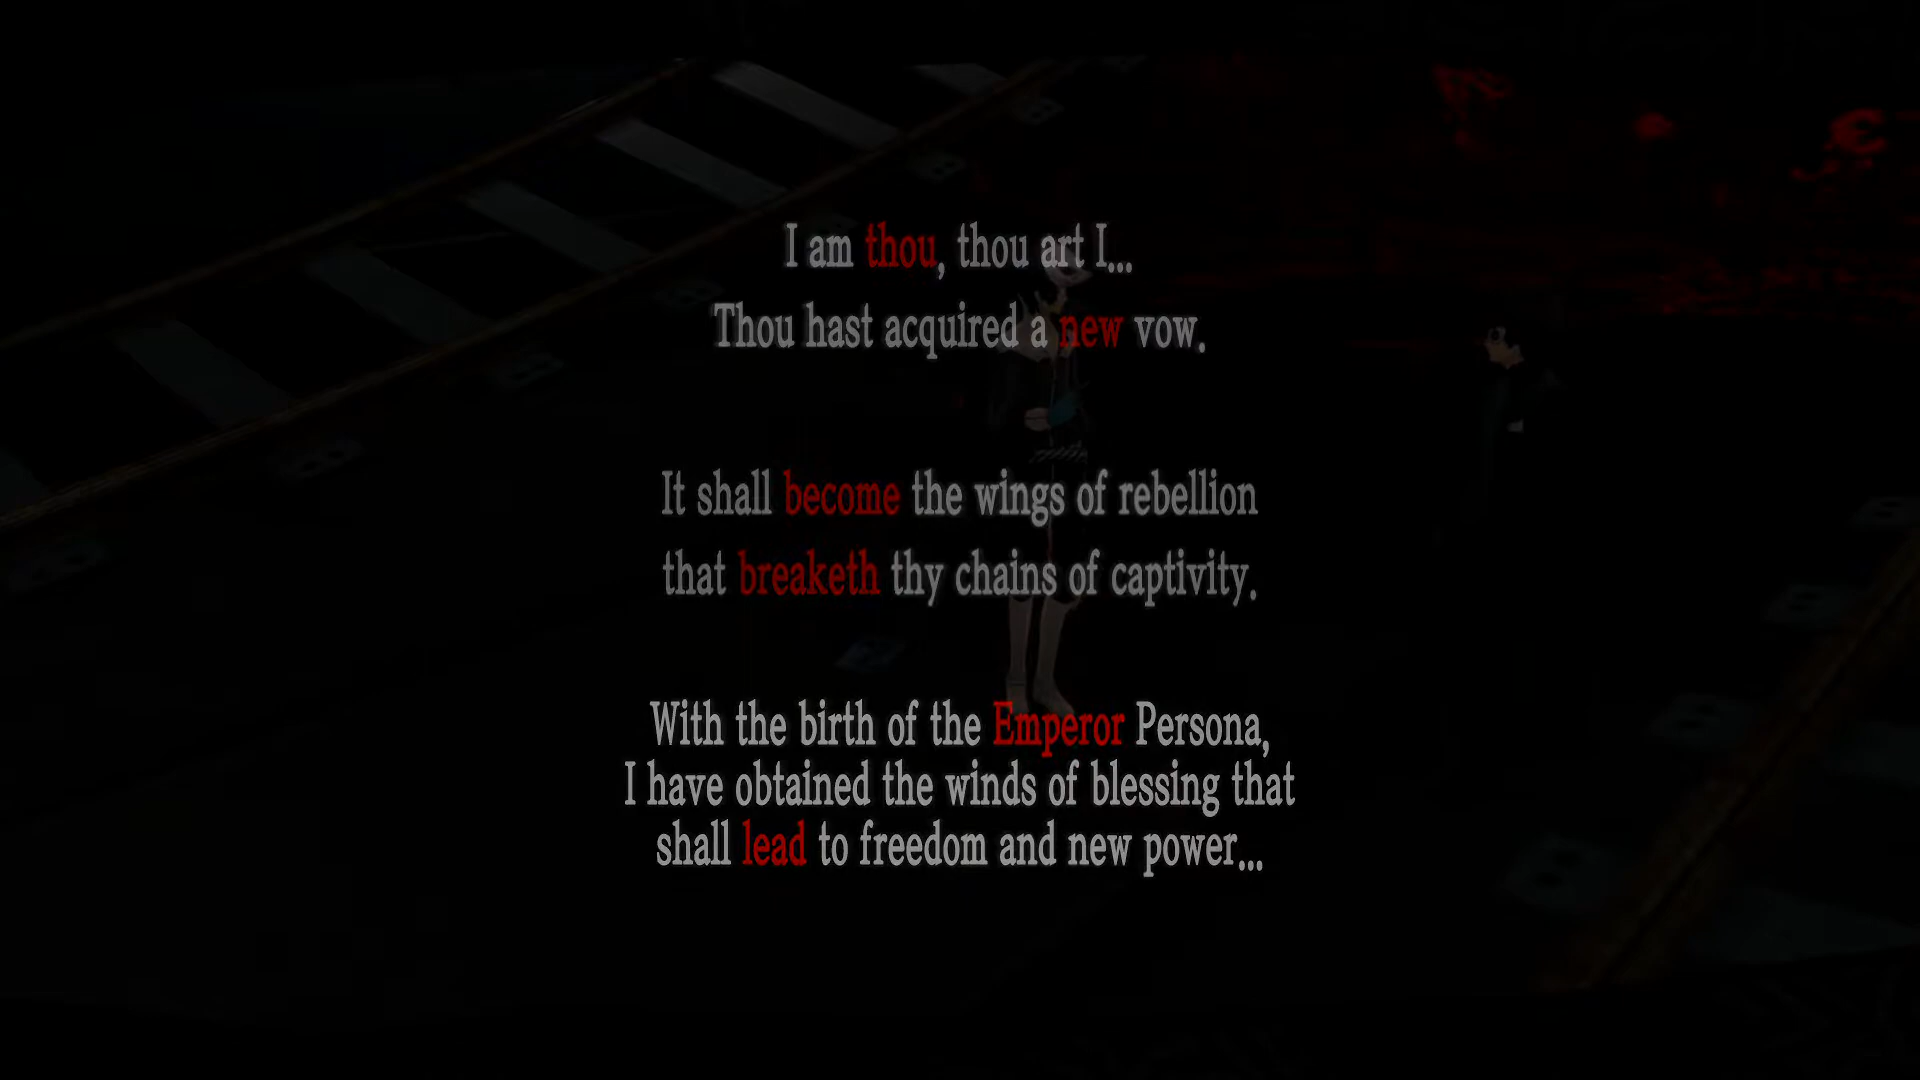 I am thou, thou art I...
Thou hast acquired a new vow.
It shall become the wings of rebellion
that breaketh thy chains of captivity.
With the birth of the Emperor Persona,
I have obtained the winds of blessing that
shall lead to freedom and new power...